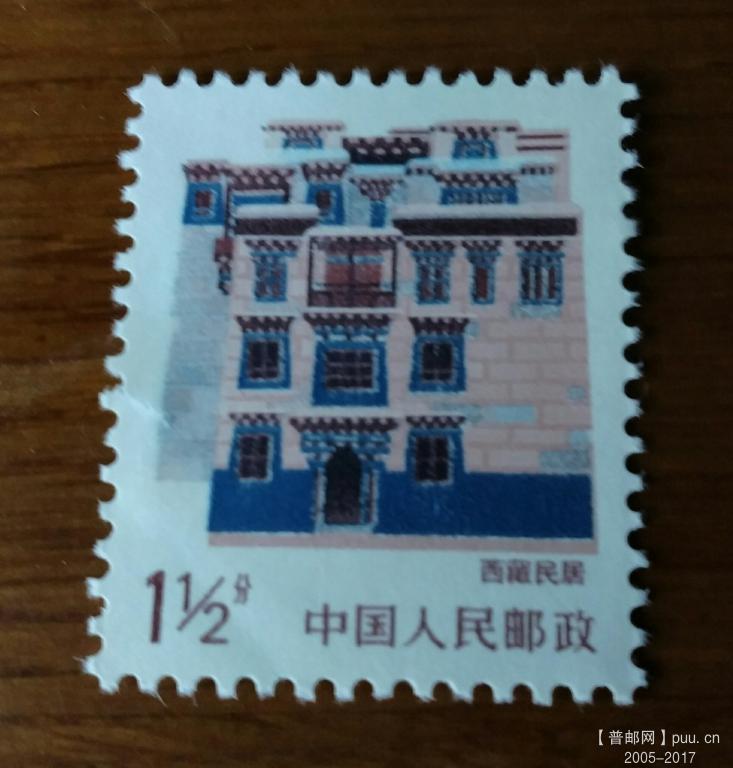 西藏民居
1½分
中国人民邮政
【普邮网】puu.cn
2005-2017